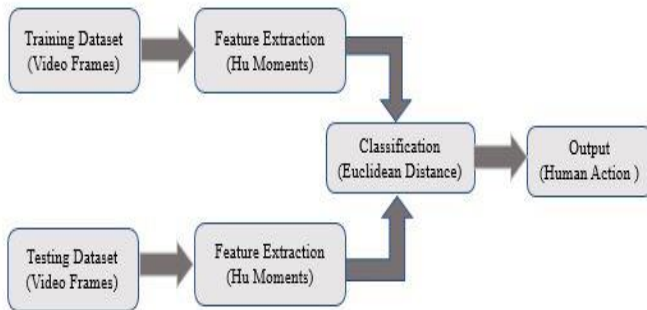 Training Dataset
(Video Frames)
Feature Extraction
(Hu Moments)
Classification
(Euclidean Distance)
Output
(Human Action )
Testing Dataset
(Video Frames)
Feature Extraction
(Hu Moments)